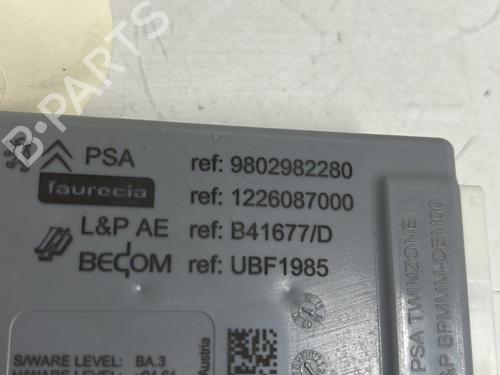 PSA ref: 9802982280
faurecia ref: 1226087000
L&P AE ref: B41677/D
BECOM ref: UBF1985
S/WARE LEVEL: BA.3
Austria
PSA TWINZONE
B-PARTS